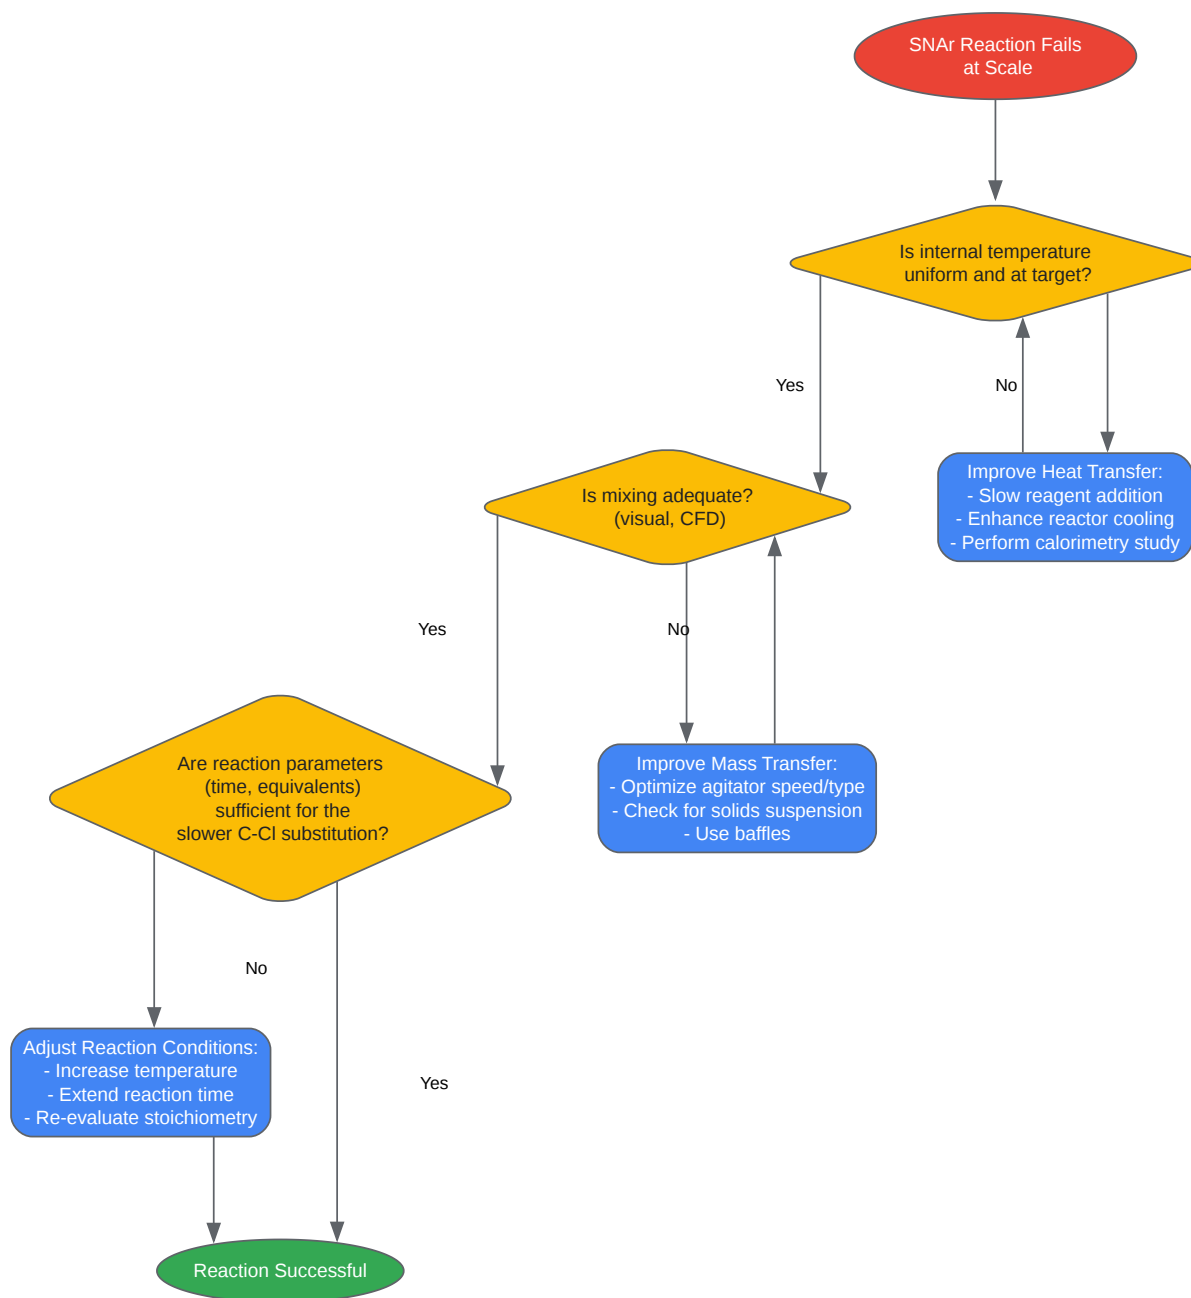 SNAr Reaction Fails
at Scale
Is internal temperature
uniform and at target?
Yes
No
Improve Heat Transfer:
- Slow reagent addition
- Enhance reactor cooling
- Perform calorimetry study
Is mixing adequate?
(visual, CFD)
Yes
No
Improve Mass Transfer:
- Optimize agitator speed/type
- Check for solids suspension
- Use baffles
Are reaction parameters
(time, equivalents)
sufficient for the
slower C-Cl substitution?
No
Yes
Adjust Reaction Conditions:
- Increase temperature
- Extend reaction time
- Re-evaluate stoichiometry
Reaction Successful